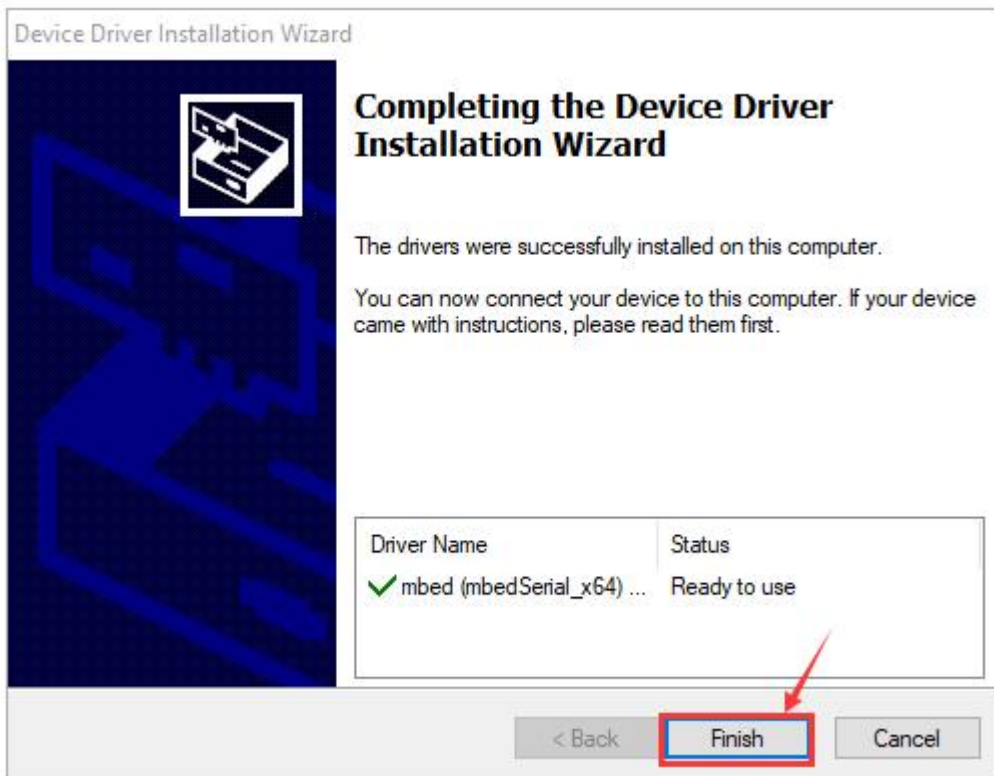 Device Driver Installation Wizard
Completing the Device Driver
Installation Wizard
The drivers were successfully installed on this computer.
You can now connect your device to this computer. If your device
came with instructions, please read them first.
Driver Name Status
mbed (mbedSerial_x64) ... Ready to use
< Back Finish Cancel